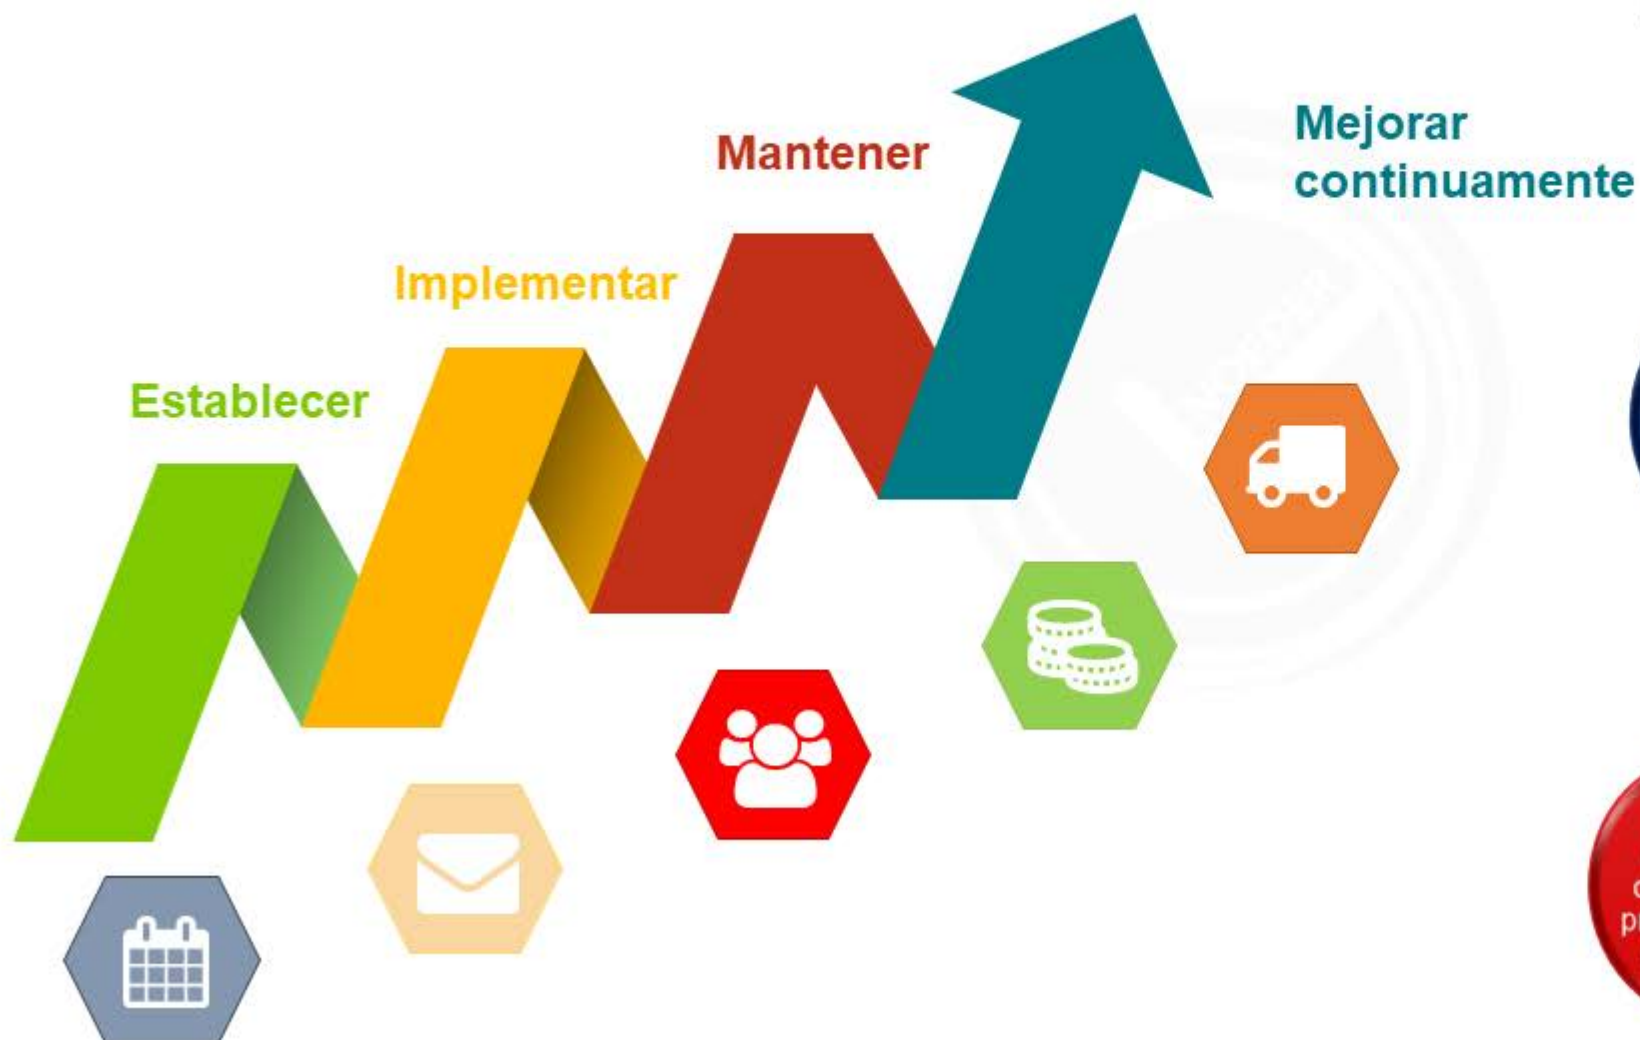 Mantener
Mejorar
continuamente
Implementar
Establecer